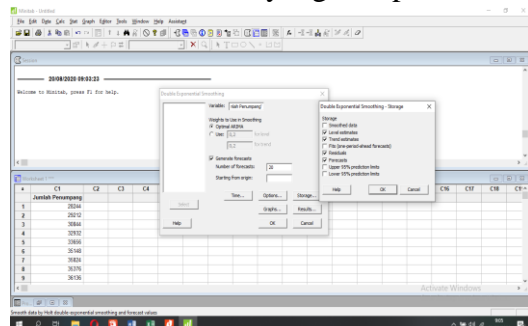 Minitab - Untitled
File Edit Data Calc Stat Graph Editor Tools Window Help Assistant
Session
20/08/2020 09:03:23
Welcome to Minitab, press F1 for help.
Double Exponential Smoothing
Variable:
Weights to Use in Smoothing
Optimal ARIMA
Use: 0,2 for level
0,2 for trend
Generate forecasts
Number of forecasts: 20
Starting from origin:
Time... Options... Storage...
Select
Graphs... Results...
Help OK Cancel
Double Exponential Smoothing - Storage
Storage
Smoothed data
Level estimates
Trend estimates
Fits (one-period-ahead forecasts)
Residuals
Forecasts
Upper 95% prediction limits
Lower 95% prediction limits
Help OK Cancel
C1 C2 C3 C4 C16 C17 C18
Jumlah Penumpang
1 28244
2 29212
3 30844
4 32932
5 33656
6 35148
7 35824
8 35376
9 36136
Activate Windows
Smooth data by Holt double exponential smoothing and forecast values